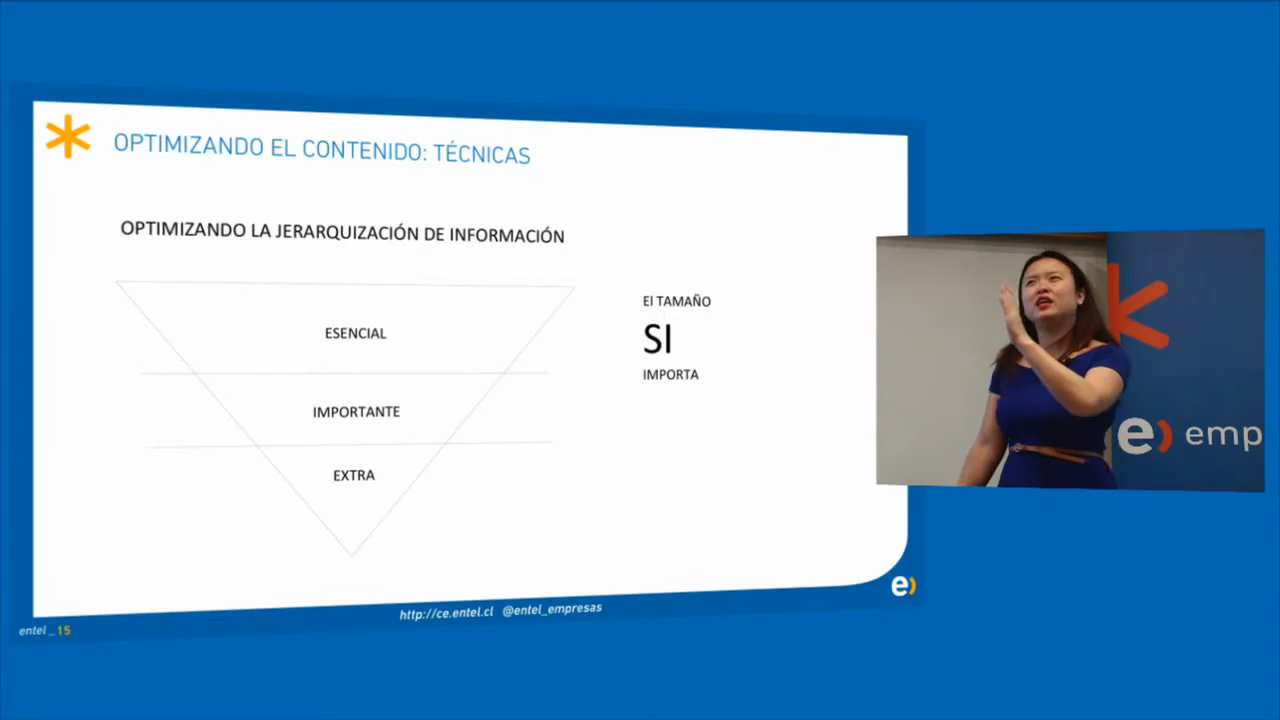 OPTIMIZANDO EL CONTENIDO: TÉCNICAS
OPTIMIZANDO LA JERARQUIZACIÓN DE INFORMACIÓN
ESENCIAL
IMPORTANTE
EXTRA
El TAMAÑO
SI
IMPORTA
e) emp
http://ce.entel.cl @entel_empresas
e)
entel_15